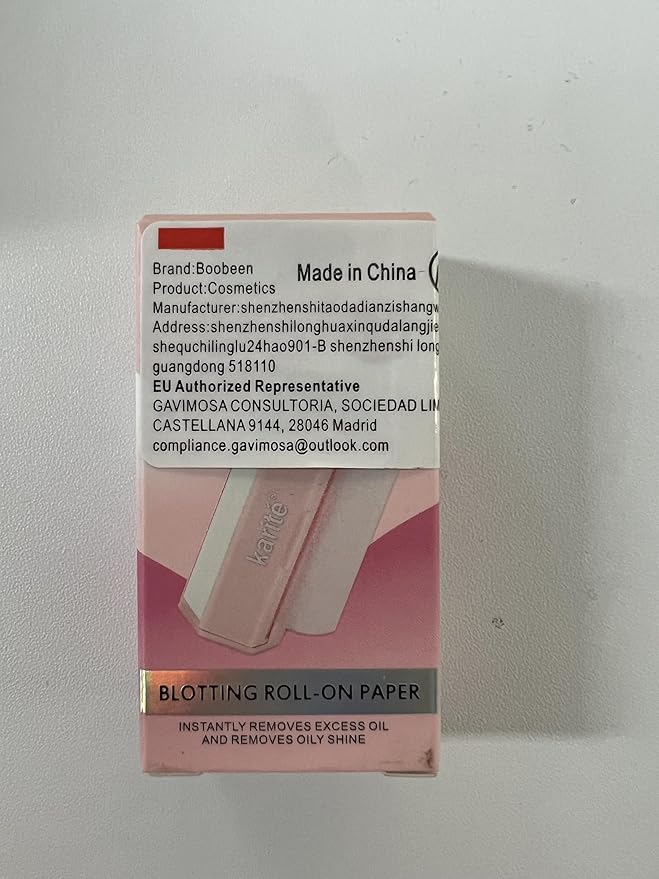 Brand:Boobeen
Made in China
Product:Cosmetics
Manufacturer:shenzhenshitaodadianzishangw
Address:shenzhenshilonghuaxinqudalangjie
shequchilinglu24hao901-B shenzhenshi long
guangdong 518110
EU Authorized Representative
GAVIMOSA CONSULTORIA, SOCIEDAD LIM
CASTELLANA 9144, 28046 Madrid
compliance.gavimosa@outlook.com
karité
BLOTTING ROLL-ON PAPER
INSTANTLY REMOVES EXCESS OIL
AND REMOVES OILY SHINE